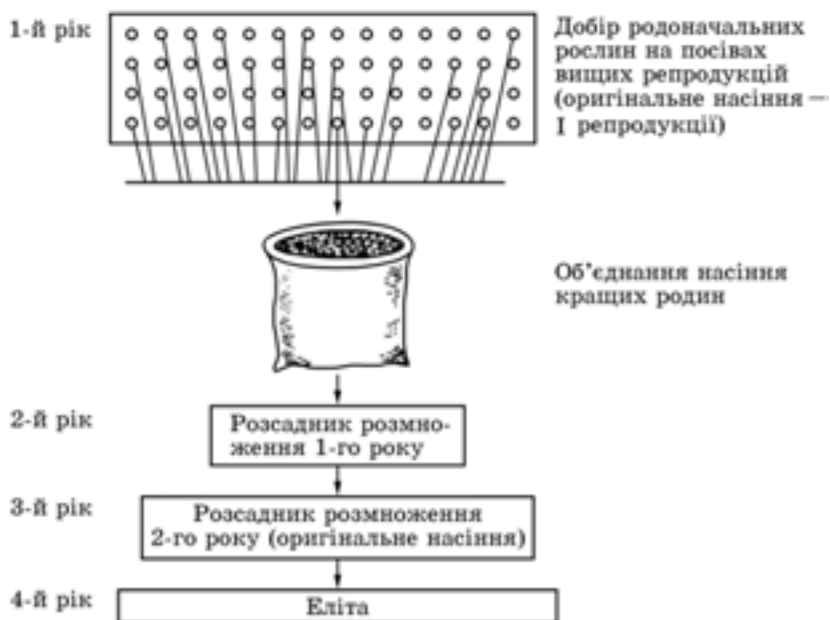 1-й рік
Добір родоначальних
рослин на посівах
вищих репродукцій
(оригінальне насіння —
I репродукції)
Об’єднання насіння
кращих родин
2-й рік
Розсадник розмно-
ження 1-го року
3-й рік
Розсадник розмноження
2-го року (оригінальне насіння)
4-й рік
Еліта